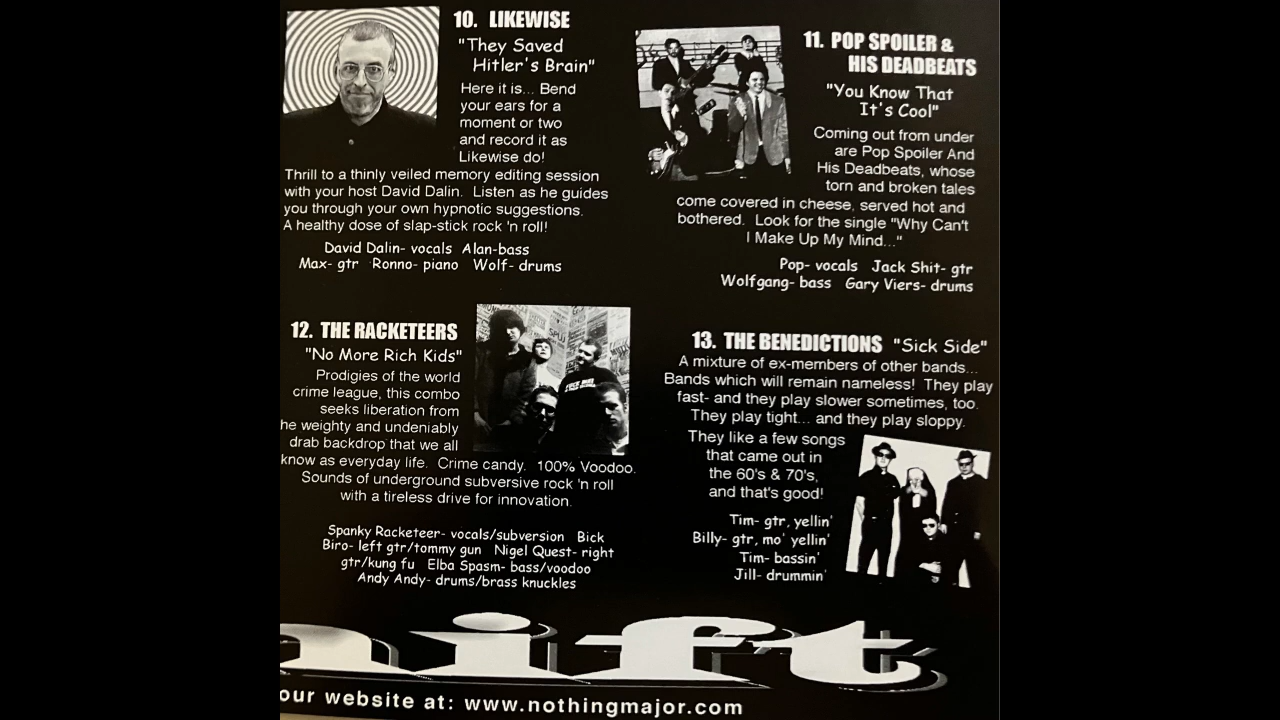 10. LIKEWISE
"They Saved
Hitler's Brain"
Here it is... Bend
your ears for a
moment or two
and record it as
Likewise do!
Thrill to a thinly veiled memory editing session
with your host David Dalin. Listen as he guides
you through your own hypnotic suggestions.
A healthy dose of slap-stick rock 'n roll!
David Dalin- vocals Alan-bass
Max- gtr Ronno- piano Wolf- drums
11. POP SPOILER &
HIS DEADBEATS
"You Know That
It's Cool"
Coming out from under
are Pop Spoiler And
His Deadbeats, whose
torn and broken tales
come covered in cheese, served hot and
bothered. Look for the single "Why Can't
I Make Up My Mind..."
Pop- vocals Jack Shit- gtr
Wolfgang- bass Gary Viers- drums
12. THE RACKETEERS
"No More Rich Kids"
Prodigies of the world
crime league, this combo
seeks liberation from
he weighty and undeniably
drab backdrop that we all
know as everyday life. Crime candy. 100% Voodoo.
Sounds of underground subversive rock 'n roll
with a tireless drive for innovation.
Spanky Racketeer- vocals/subversion Bick
Biro- left gtr/tommy gun Nigel Quest- right
gtr/kung fu Elba Spasm- bass/voodoo
Andy Andy- drums/brass knuckles
13. THE BENEDICTIONS "Sick Side"
A mixture of ex-members of other bands...
Bands which will remain nameless! They play
fast- and they play slower sometimes, too.
They play tight... and they play sloppy.
They like a few songs
that came out in
the 60's & 70's,
and that's good!
Tim- gtr, yellin'
Billy- gtr, mo' yellin'
Tim- bassin'
Jill- drummin'
ift
our website at: www.nothingmajor.com